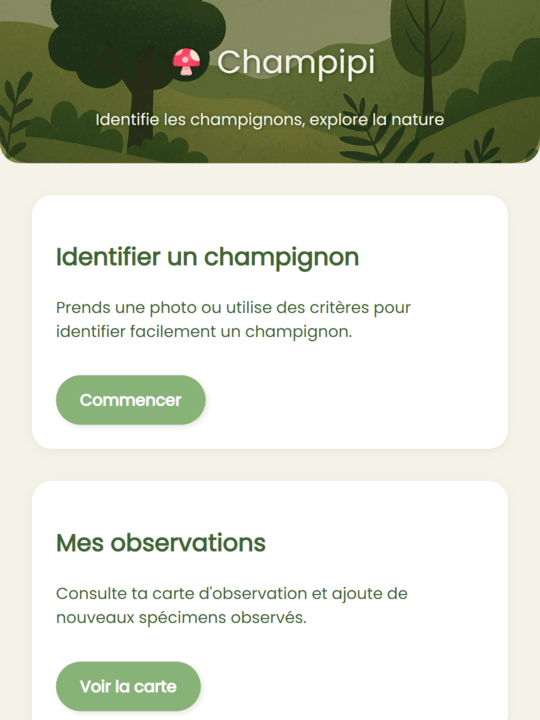 Champipi
Identifie les champignons, explore la nature
Identifier un champignon
Prends une photo ou utilise des critères pour
identifier facilement un champignon.
Commencer
Mes observations
Consulte ta carte d'observation et ajoute de
nouveaux spécimens observés.
Voir la carte